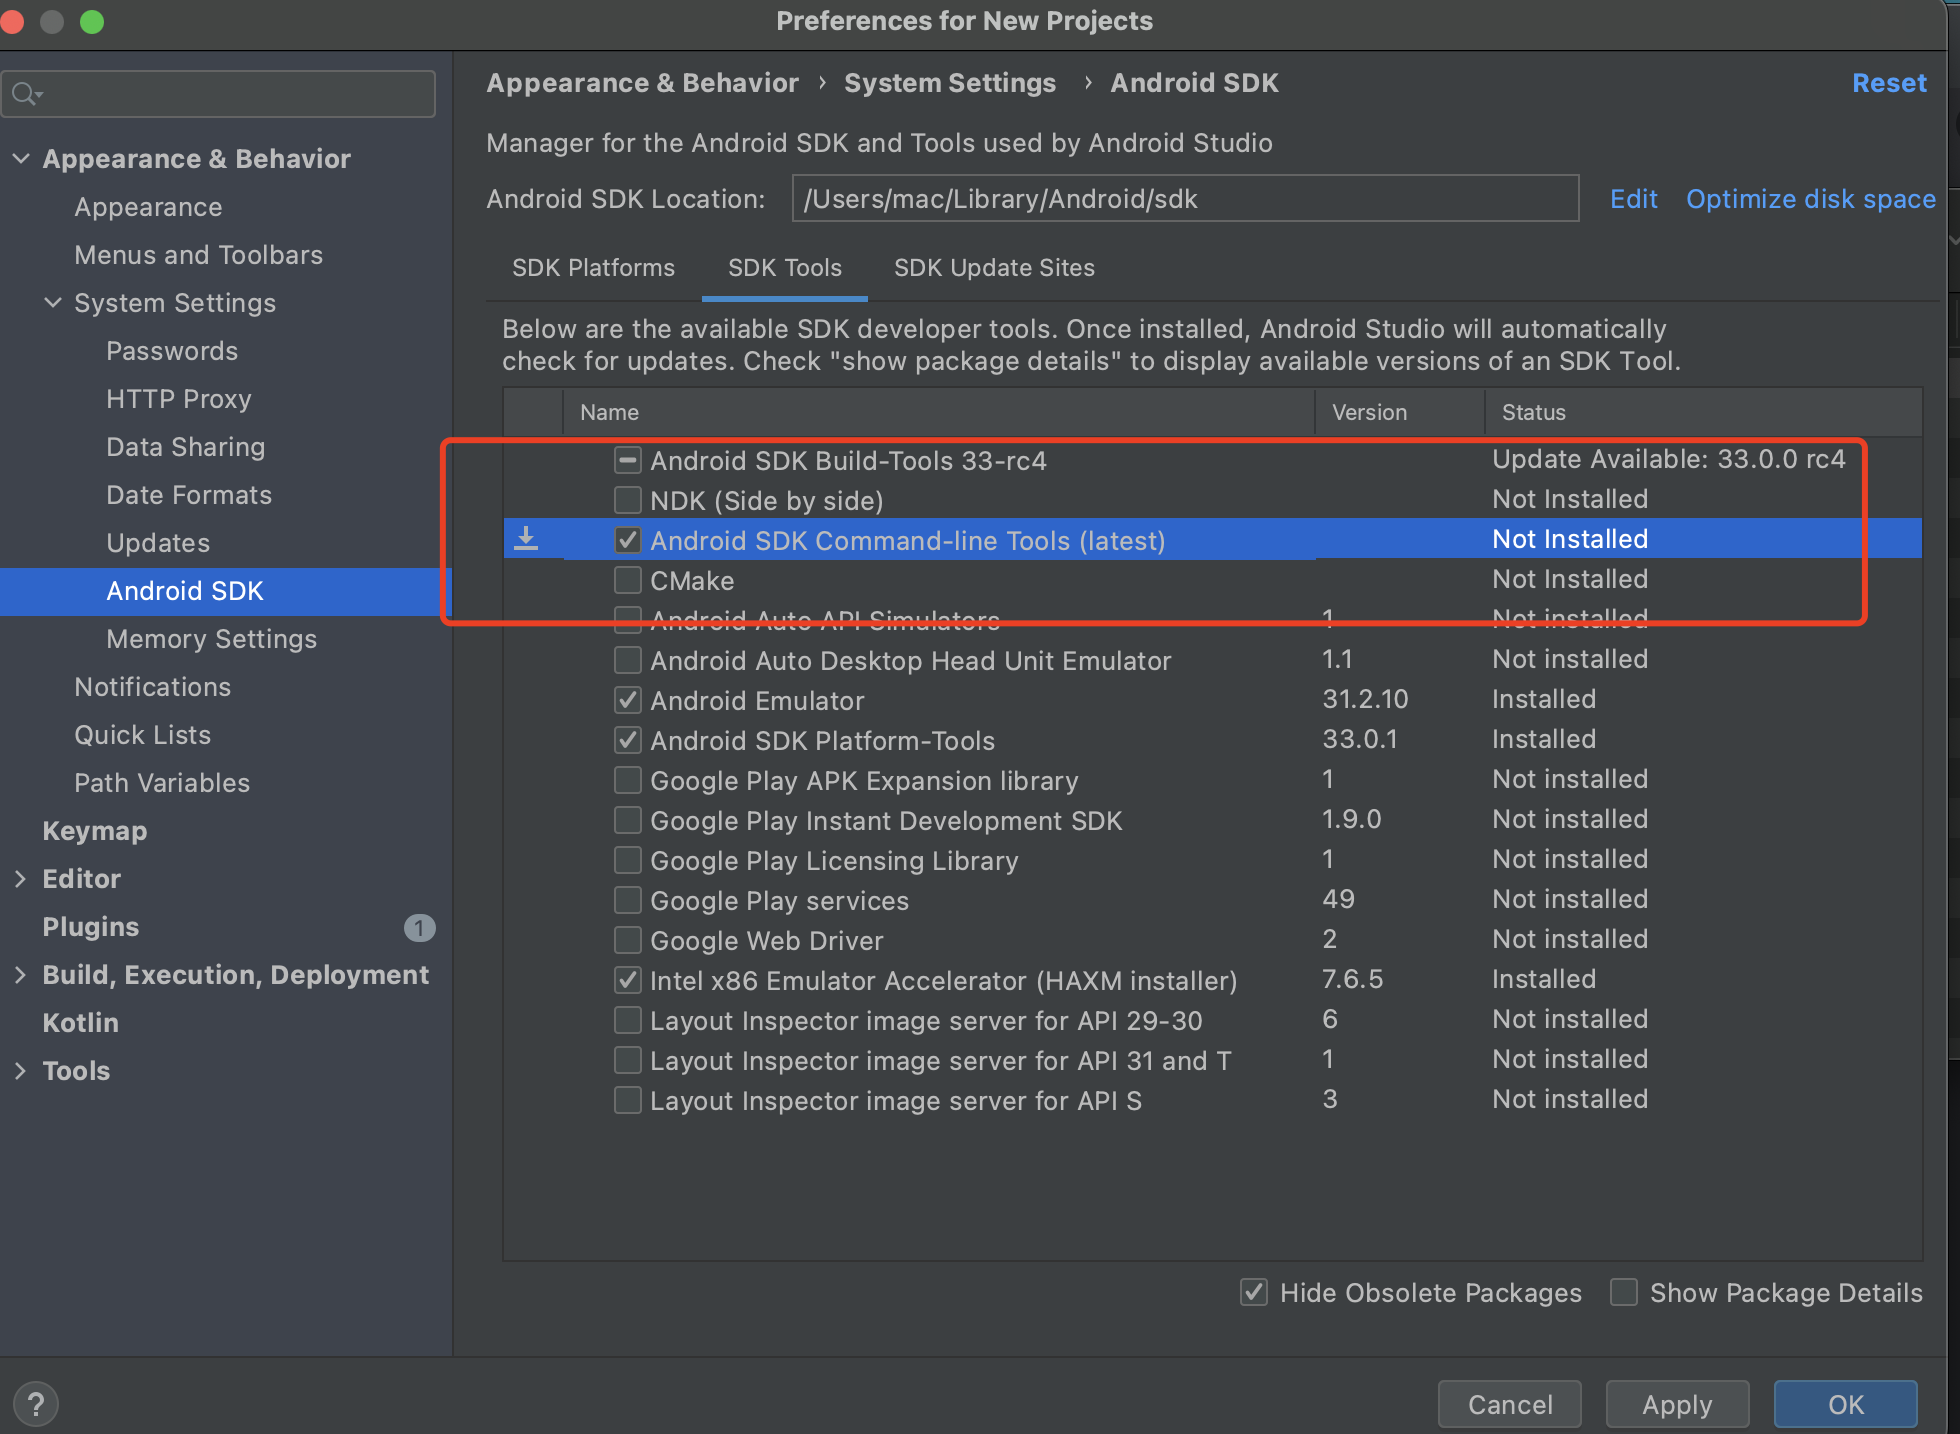 Preferences for New Projects
Appearance & Behavior
Appearance
Menus and Toolbars
System Settings
Passwords
HTTP Proxy
Data Sharing
Date Formats
Updates
Android SDK
Memory Settings
Notifications
Quick Lists
Path Variables
Keymap
Editor
Plugins 1
Build, Execution, Deployment
Kotlin
Tools
Appearance & Behavior › System Settings › Android SDK Reset
Manager for the Android SDK and Tools used by Android Studio
Android SDK Location: /Users/mac/Library/Android/sdk Edit Optimize disk space
SDK Platforms SDK Tools SDK Update Sites
Below are the available SDK developer tools. Once installed, Android Studio will automatically
check for updates. Check "show package details" to display available versions of an SDK Tool.
Name Version Status
Android SDK Build-Tools 33-rc4 Update Available: 33.0.0 rc4
NDK (Side by side) Not Installed
Android SDK Command-line Tools (latest) Not Installed
CMake Not Installed
Android Auto API Simulators 1 Not installed
Android Auto Desktop Head Unit Emulator 1.1 Not installed
Android Emulator 31.2.10 Installed
Android SDK Platform-Tools 33.0.1 Installed
Google Play APK Expansion library 1 Not installed
Google Play Instant Development SDK 1.9.0 Not installed
Google Play Licensing Library 1 Not installed
Google Play services 49 Not installed
Google Web Driver 2 Not installed
Intel x86 Emulator Accelerator (HAXM installer) 7.6.5 Installed
Layout Inspector image server for API 29-30 6 Not installed
Layout Inspector image server for API 31 and T 1 Not installed
Layout Inspector image server for API S 3 Not installed
Hide Obsolete Packages Show Package Details
? Cancel Apply OK